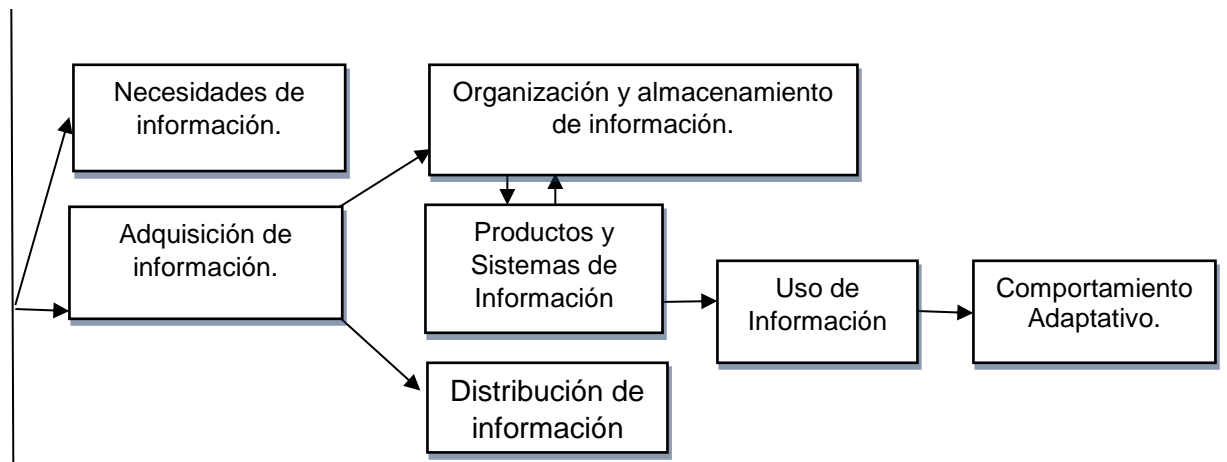 Necesidades de
información.
Organización y almacenamiento
de información.
Adquisición de
información.
Productos y
Sistemas de
Información
Uso de
Información
Comportamiento
Adaptativo.
Distribución de
información